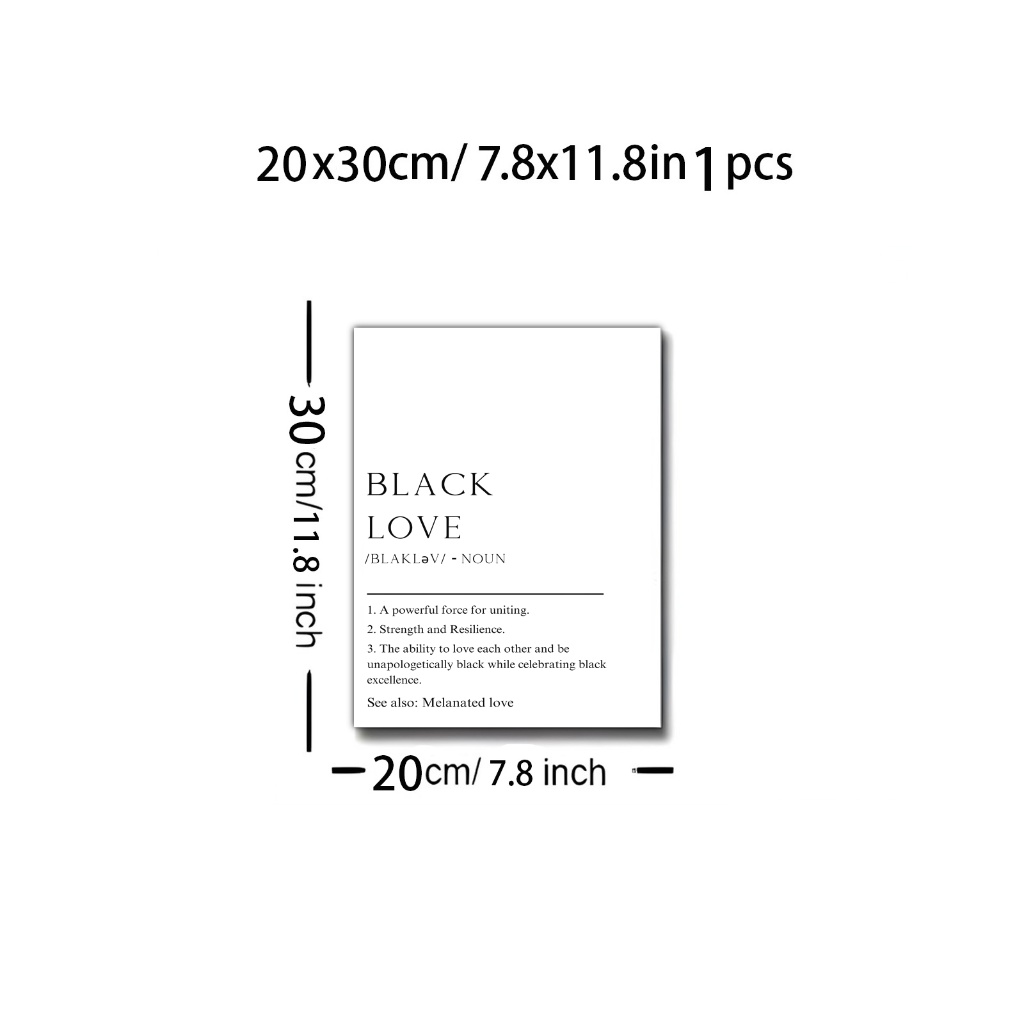 20x30cm/ 7.8x11.8in 1 pcs
30cm/11.8 inch
BLACK
LOVE
/BLAKLəV/ - NOUN
1. A powerful force for uniting.
2. Strength and Resilience.
3. The ability to love each other and be
unapologetically black while celebrating black
excellence.
See also: Melanated love
20cm/ 7.8 inch